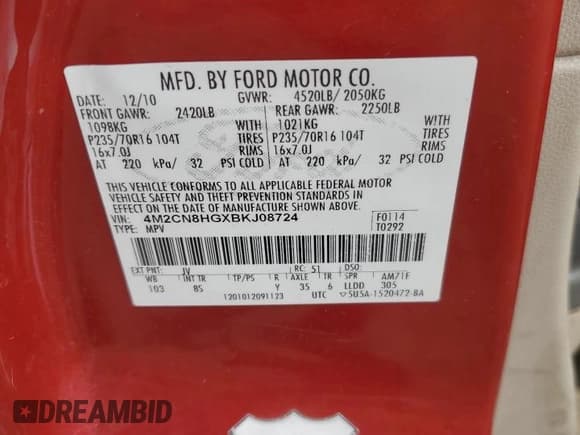 MFD. BY FORD MOTOR CO.
DATE: 12/10 GVWR: 4520LB/ 2050KG
FRONT GAWR: 2420LB REAR GAWR: 2250LB
1098KG WITH 1021KG WITH
P235/70R16 104T TIRES P235/70R16 104T TIRES
16x7.0J RIMS 16x7.0J RIMS
AT 220 kPa/ 32 PSI COLD AT 220 kPa/ 32 PSI COLD
THIS VEHICLE CONFORMS TO ALL APPLICABLE FEDERAL MOTOR
VEHICLE SAFETY AND THEFT PREVENTION STANDARDS IN
EFFECT ON THE DATE OF MANUFACTURE SHOWN ABOVE.
VIN: 4M2CN8HGXBKJ08724 F0114
TYPE: MPV T0292
EXT PNT: JV RC: 51 DSO:
WB INT TR TP/PS R AXLE TR SPR AM71F
103 8S Y 35 6 LLDD 305
1201012091123 UTC 5U5A-1520472-BA
DREAMBID